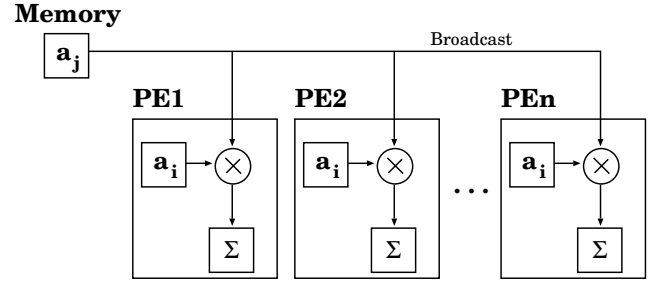 Memory
a_j
Broadcast
PE1
PE2
PEn
a_i
×
a_i
×
. . .
a_i
×
Σ
Σ
Σ